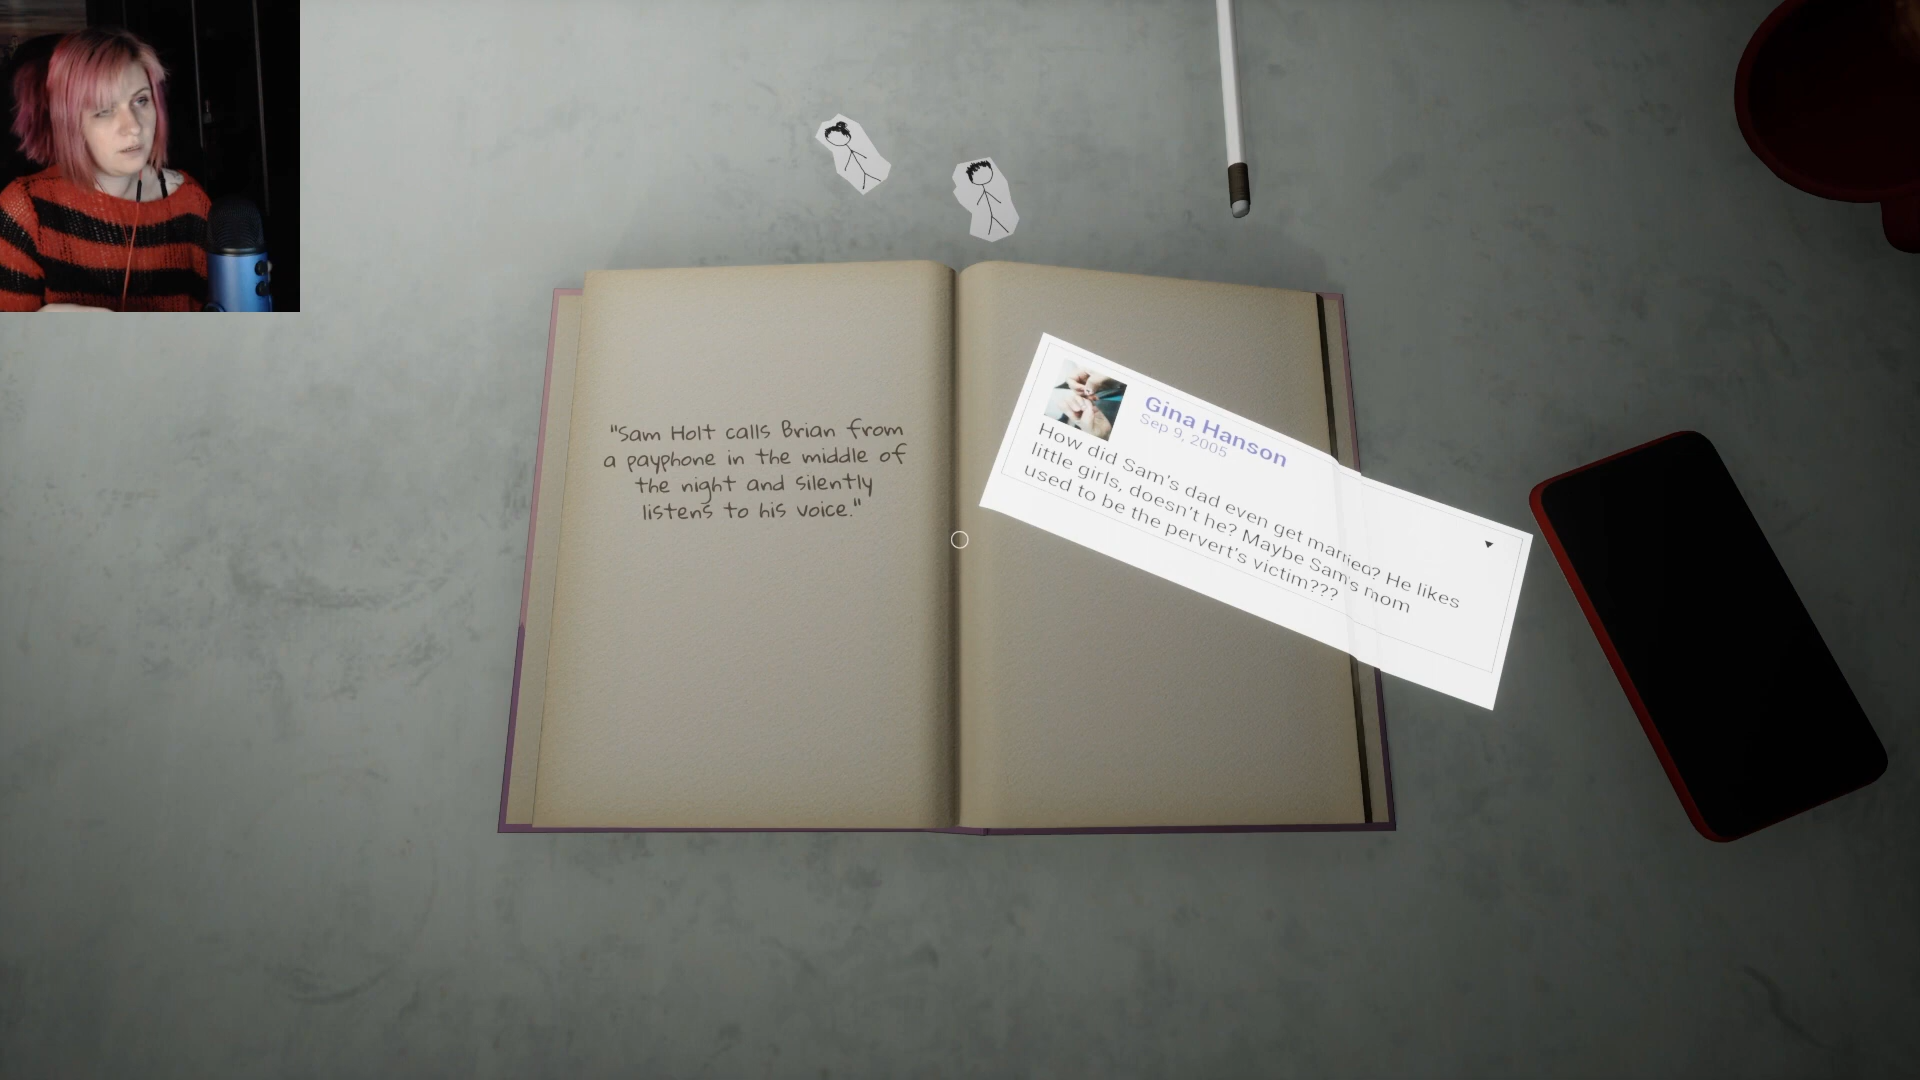 "Sam Holt calls Brian from
a payphone in the middle of
the night and silently
listens to his voice."
Gina Hanson
Sep 9, 2005
How did Sam's dad even get married? He likes
little girls, doesn't he? Maybe Sam's mom
used to be the pervert's victim???